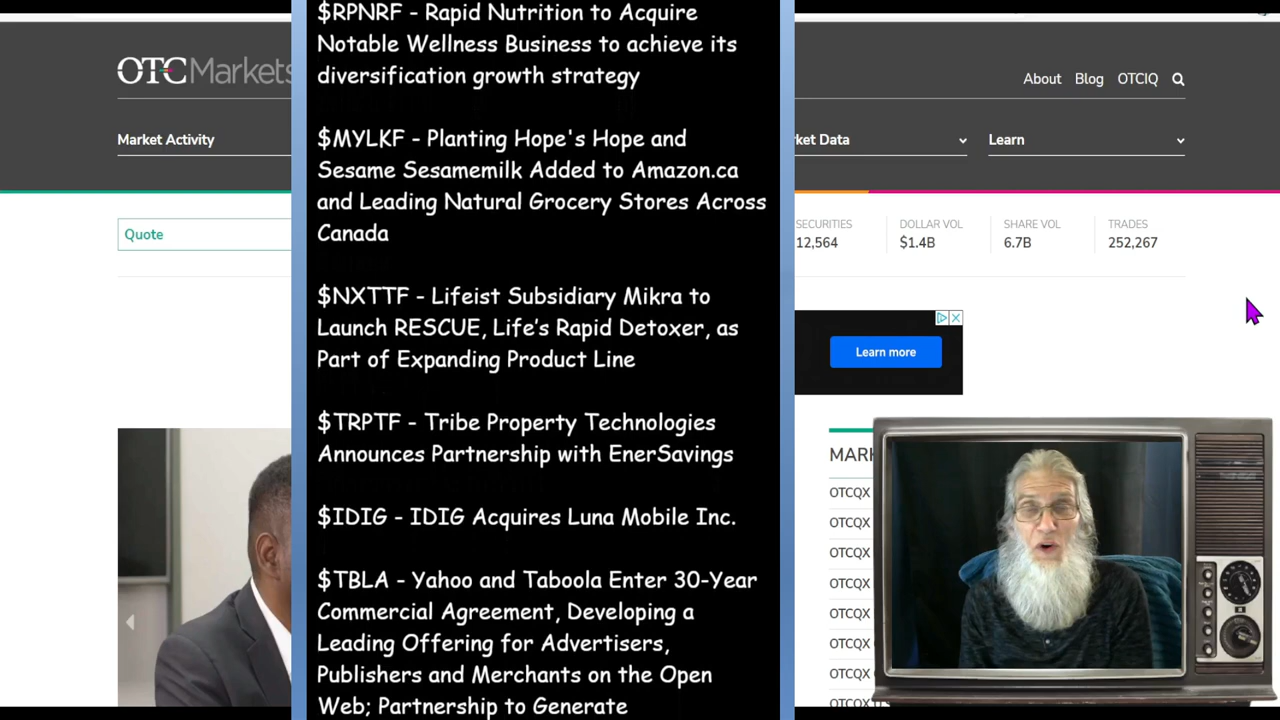 $RPNRF - Rapid Nutrition to Acquire
Notable Wellness Business to achieve its
diversification growth strategy
$MYLKF - Planting Hope's Hope and
Sesame Sesamemilk Added to Amazon.ca
and Leading Natural Grocery Stores Across
Canada
$NXTTF - Lifeist Subsidiary Mikra to
Launch RESCUE, Life’s Rapid Detoxer, as
Part of Expanding Product Line
$TRPTF - Tribe Property Technologies
Announces Partnership with EnerSavings
$IDIG - IDIG Acquires Luna Mobile Inc.
$TBLA - Yahoo and Taboola Enter 30-Year
Commercial Agreement, Developing a
Leading Offering for Advertisers,
Publishers and Merchants on the Open
Web; Partnership to Generate
OTCMarkets
About Blog OTCIQ
Market Activity
rket Data
Learn
Quote
SECURITIES
12,564
DOLLAR VOL
$1.4B
SHARE VOL
6.7B
TRADES
252,267
Learn more
MAR
OTCQX
OTCQX
OTCQX
OTCQX
OTCQX
OTCQX
OTCQX
OTCQX